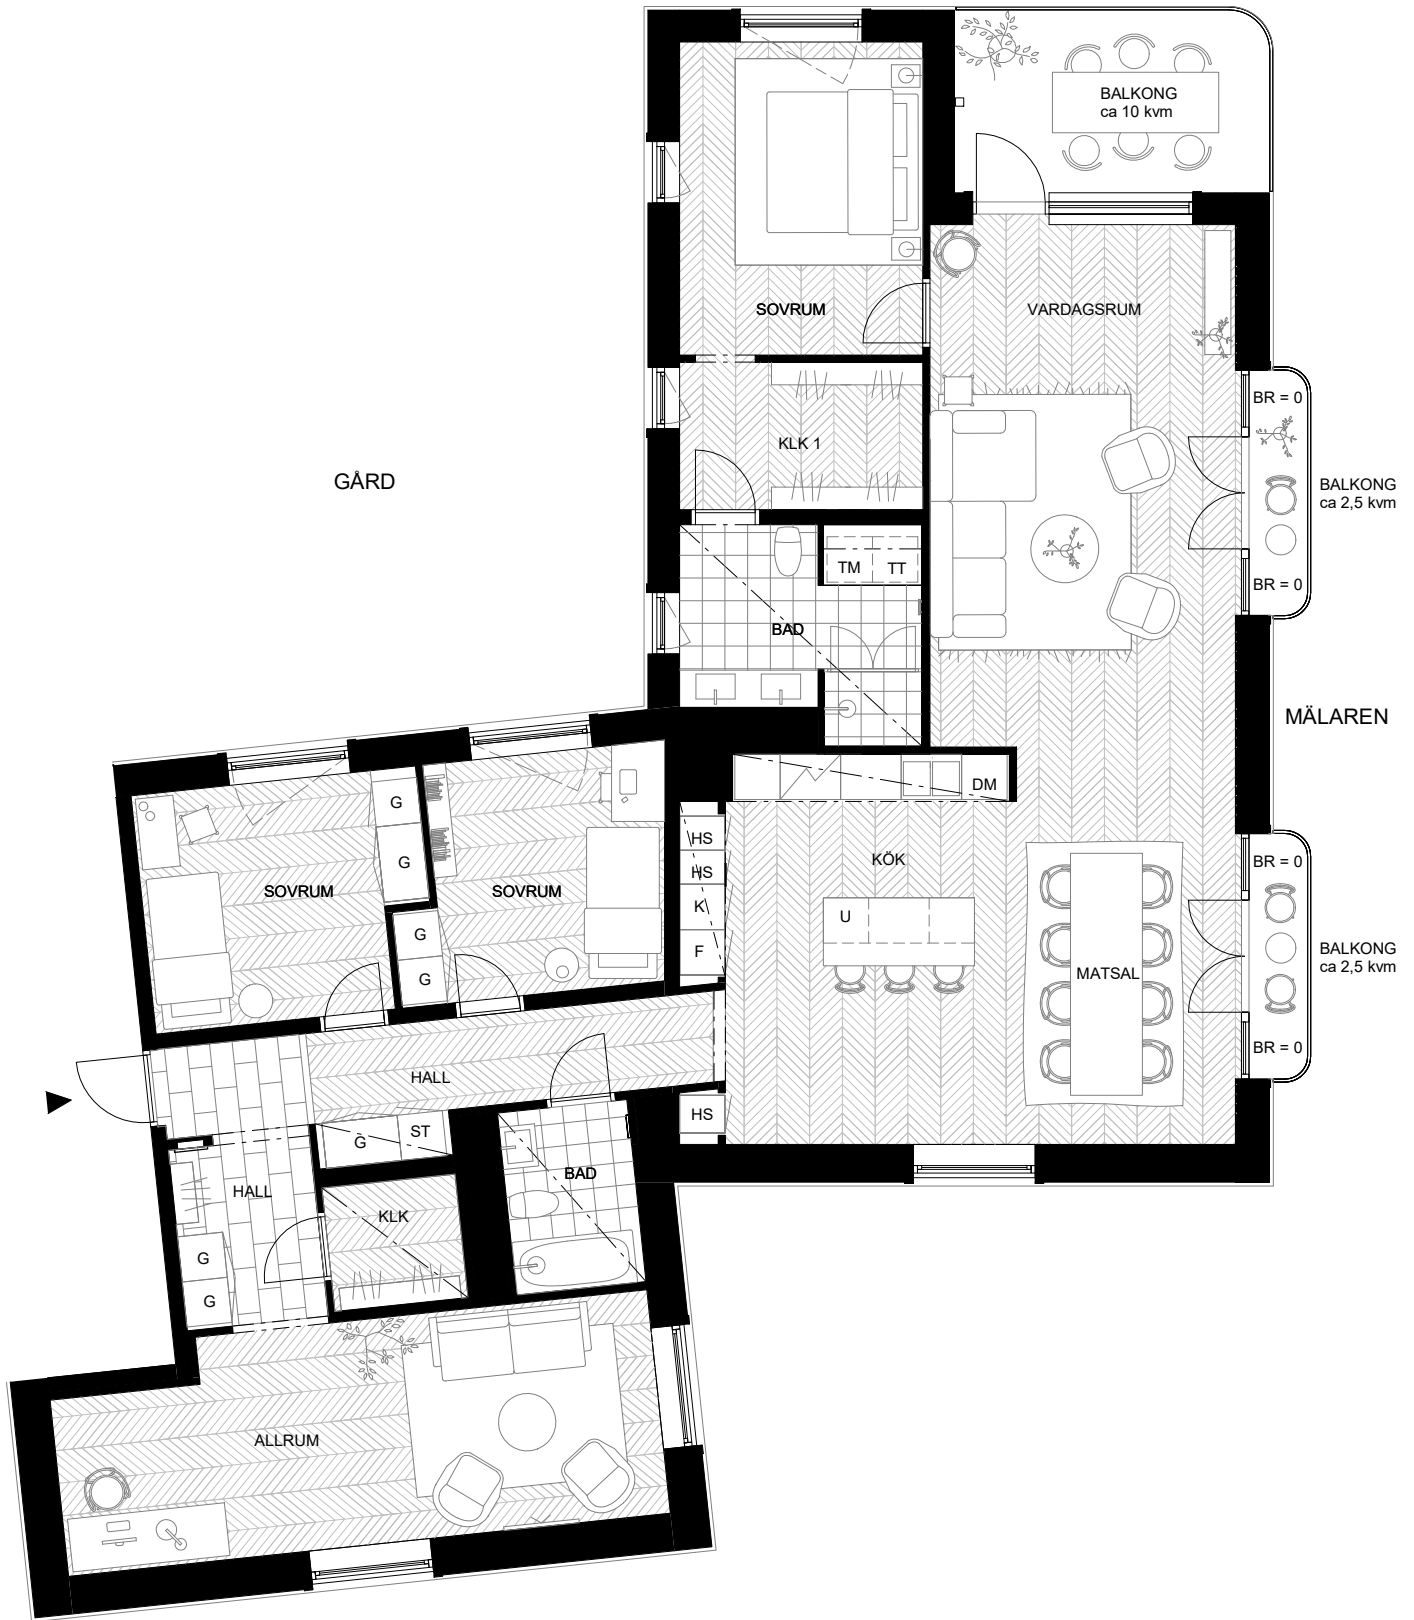 BALKONG
ca 10 kvm
SOVRUM
VARDAGSRUM
BR = 0
KLK 1
GÅRD
BALKONG
ca 2,5 kvm
TM
TT
BR = 0
BAD
MÄLAREN
DM
G
HS
KÖK
BR = 0
G
HS
SOVRUM
SOVRUM
K
U
G
F
BALKONG
ca 2,5 kvm
MATSAL
G
BR = 0
HALL
HS
ST
G
BAD
HALL
KLK
G
G
ALLRUM